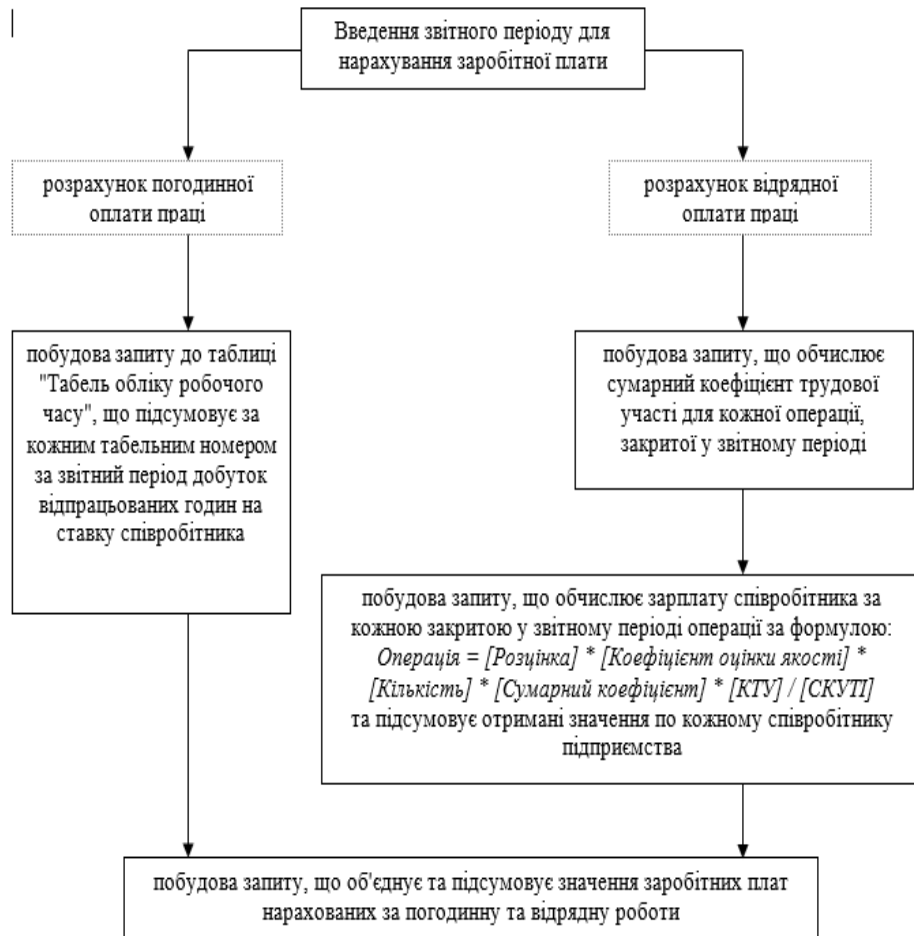 Введення звітного періоду для
нарахування заробітної плати
розрахунок погодинної
оплати праці
розрахунок відрядної
оплати праці
побудова запиту до таблиці
"Табель обліку робочого
часу", що підсумовує за
кожним табельним номером
за звітний період добуток
відпрацьованих годин на
ставку співробітника
побудова запиту, що обчислює
сумарний коефіцієнт трудової
участі для кожної операції,
закритої у звітному періоді
побудова запиту, що обчислює зарплату співробітника за
кожною закритою у звітному періоді операції за формулою:
Операція = [Розцінка] * [Коефіцієнт оцінки якості] *
[Кількість] * [Сумарний коефіцієнт] * [КТУ] / [СКУТІ]
та підсумовує отримані значення по кожному співробітнику
підприємства
побудова запиту, що об'єднує та підсумовує значення заробітних плат
нарахованих за погодинну та відрядну роботи